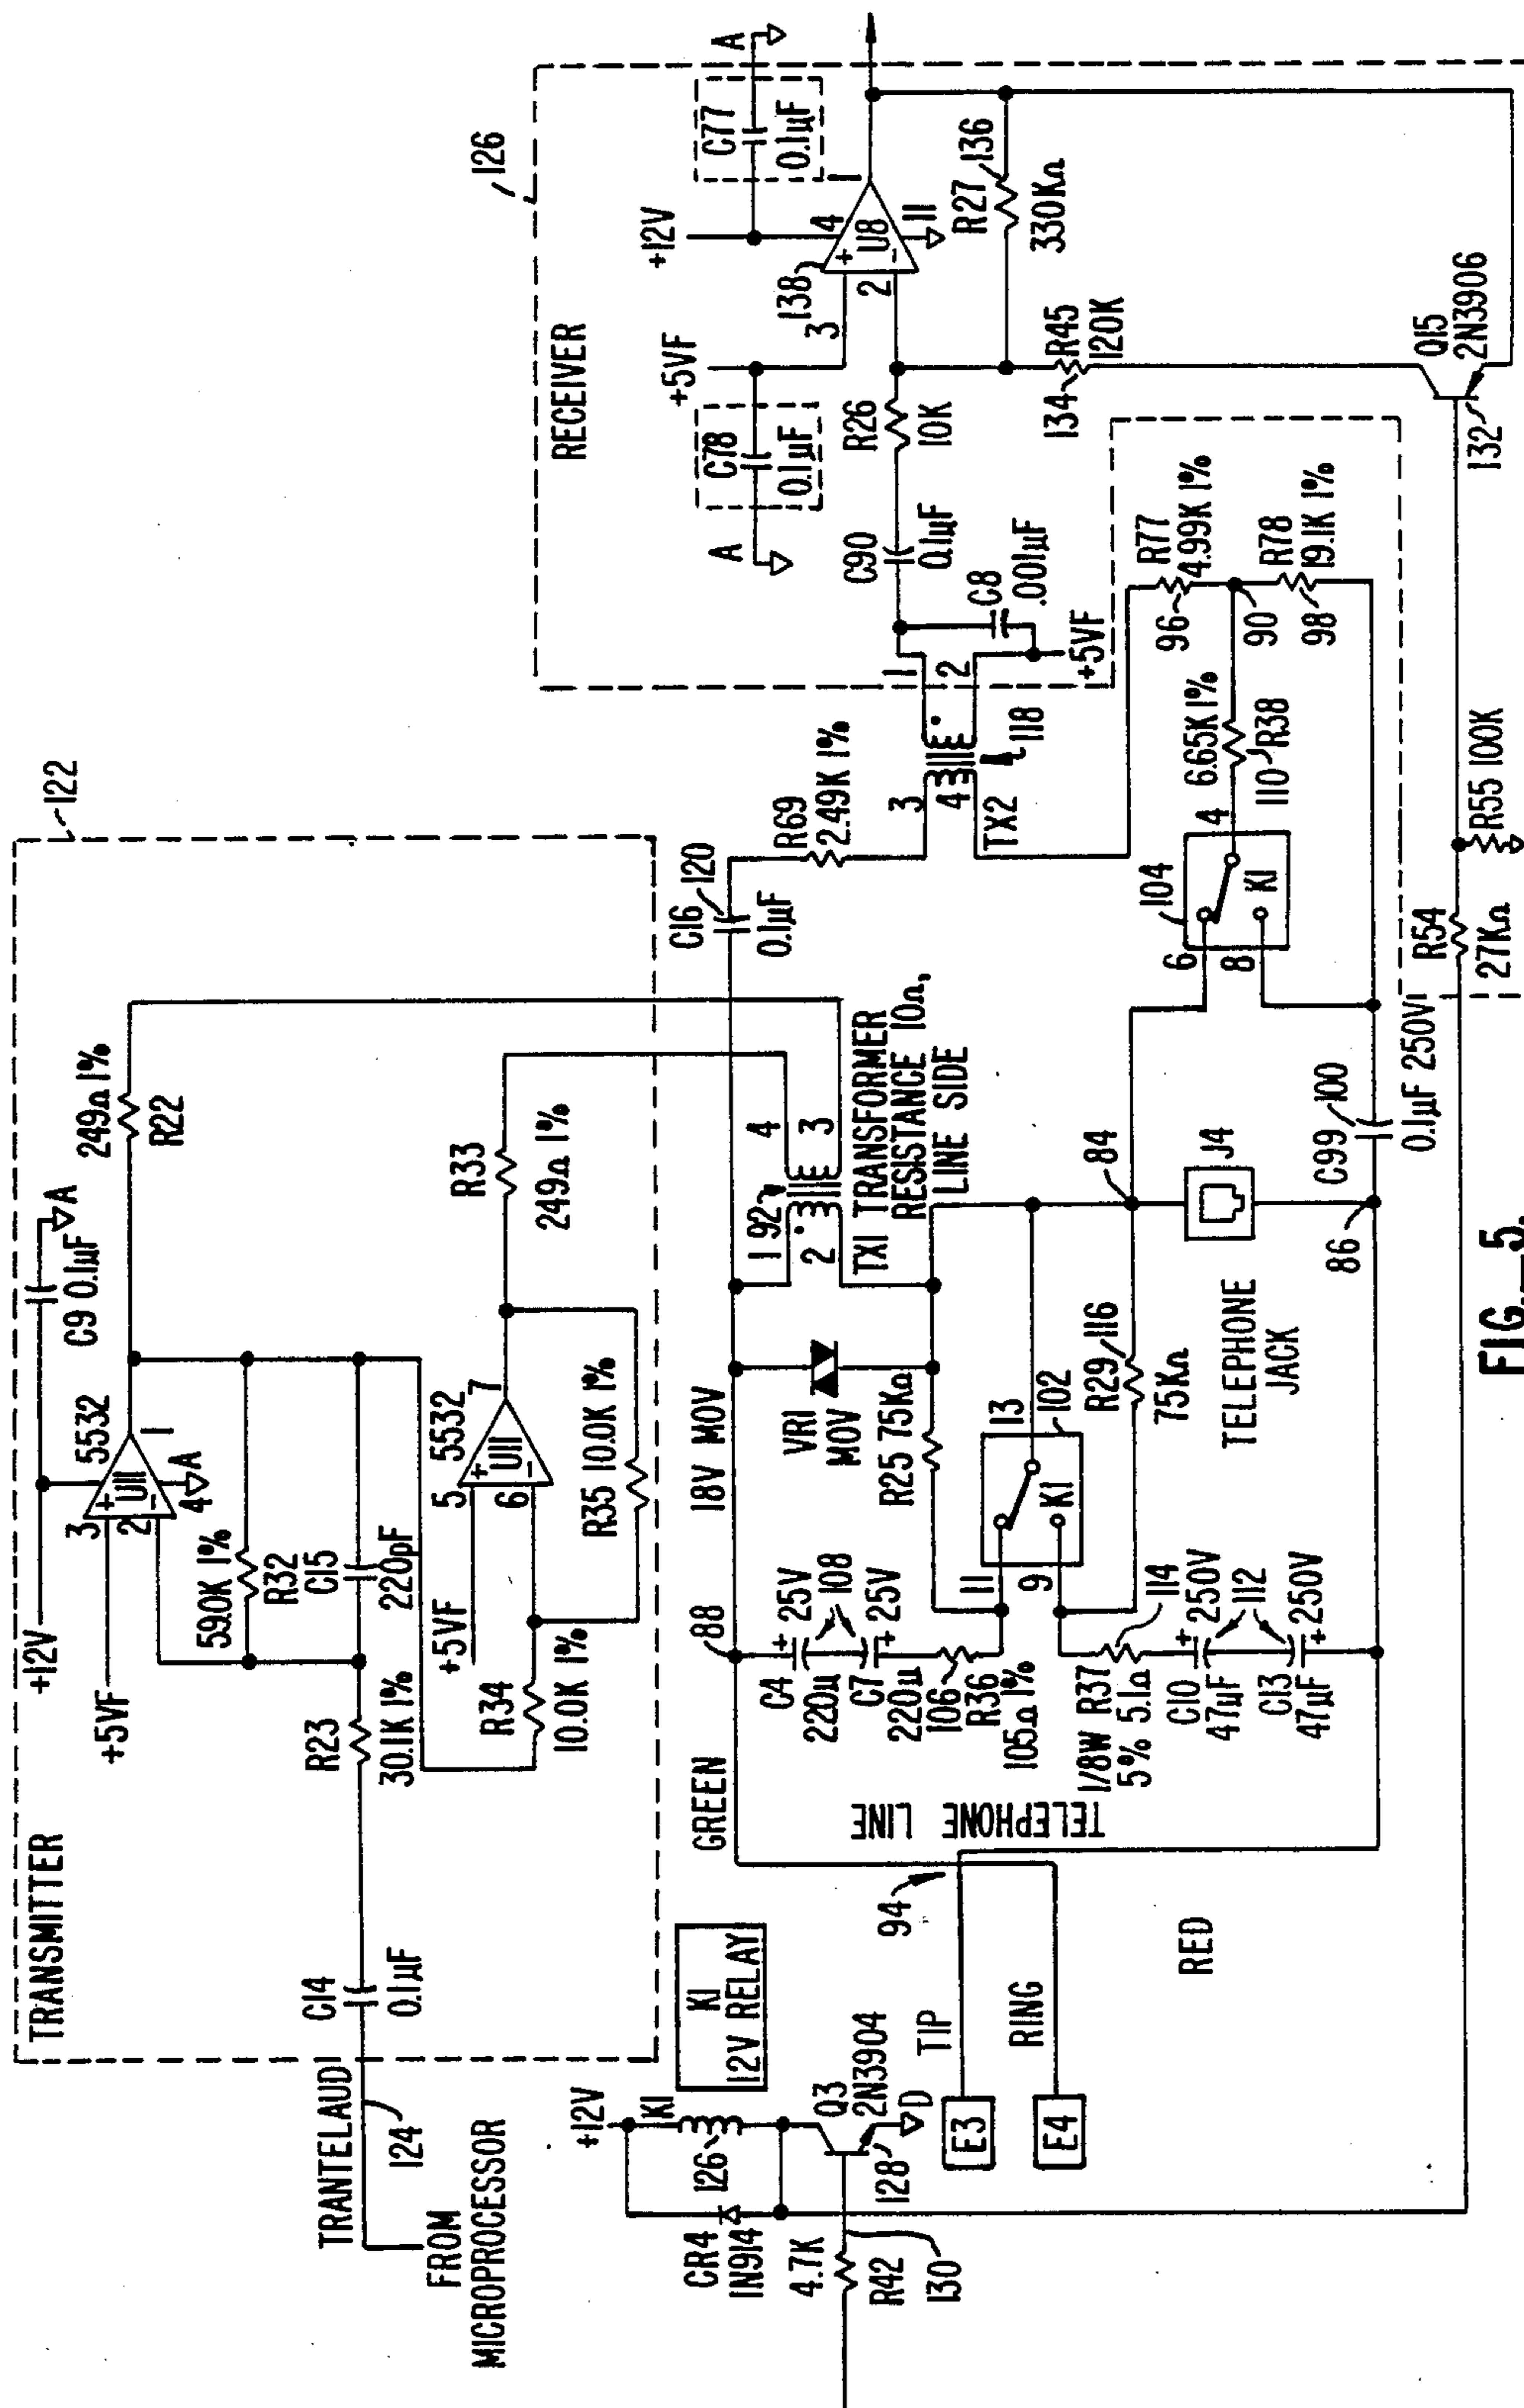 TRANSMITTER
122
+12V
C9 0.1µF
A
5532
+5VF
3
2
U11
1
4
A
249Ω 1%
R22
59.0K 1%
R32
C15
220pF
R23
30.1K 1%
C14
0.1µF
TRANTELAUD
124
FROM
MICROPROCESSOR
+5VF
5
6
5532
U11
7
R33
249Ω 1%
R34
10.0K 1%
R35 10.0K 1%
126
RECEIVER
+12V
C77
0.1µF
A
+5VF
C78
0.1µF
A
138
3
2
4
U8
1
11
R27
136
330KΩ
R26
10K
C90
0.1µF
C8
.001µF
+5VF
R45
120K
134
Q15
2N3906
132
1
2
118
3
4
TX2
R69
2.49K 1%
C16
120
0.1µF
R77
4.99K 1%
96
90
R78
19.1K 1%
98
6.65K 1%
110
R38
104
4
K1
6
8
1
92
2
4
3
TX1 TRANSFORMER
RESISTANCE 10Ω,
LINE SIDE
18V MOV
VR1
MOV
R25 75KΩ
13
102
K1
11
9
R29
116
75KΩ
84
J4
TELEPHONE
JACK
86
C99
100
0.1µF 250V
R54
27KΩ
R55 100K
GREEN
88
C4
220µ
25V
108
C7
220µ
25V
106
R36
105Ω 1%
114
1/8W R37
5% 5.1Ω
C10
47µF
250V
112
C13
47µF
250V
TELEPHONE LINE
94
RED
K1
12V RELAY
+12V
K1
126
CR4
1N914
Q3
2N3904
128
D
4.7K
R42
130
TIP
E3
RING
E4
FIG._5.